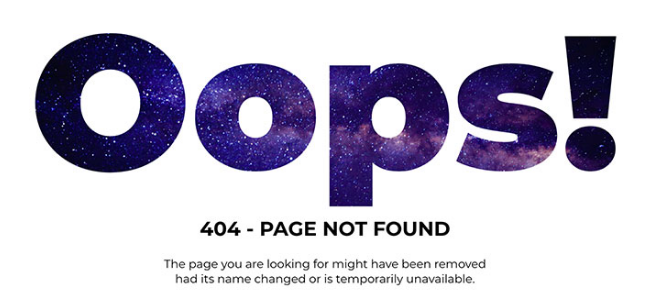 Oops!
404 - PAGE NOT FOUND
The page you are looking for might have been removed
had its name changed or is temporarily unavailable.